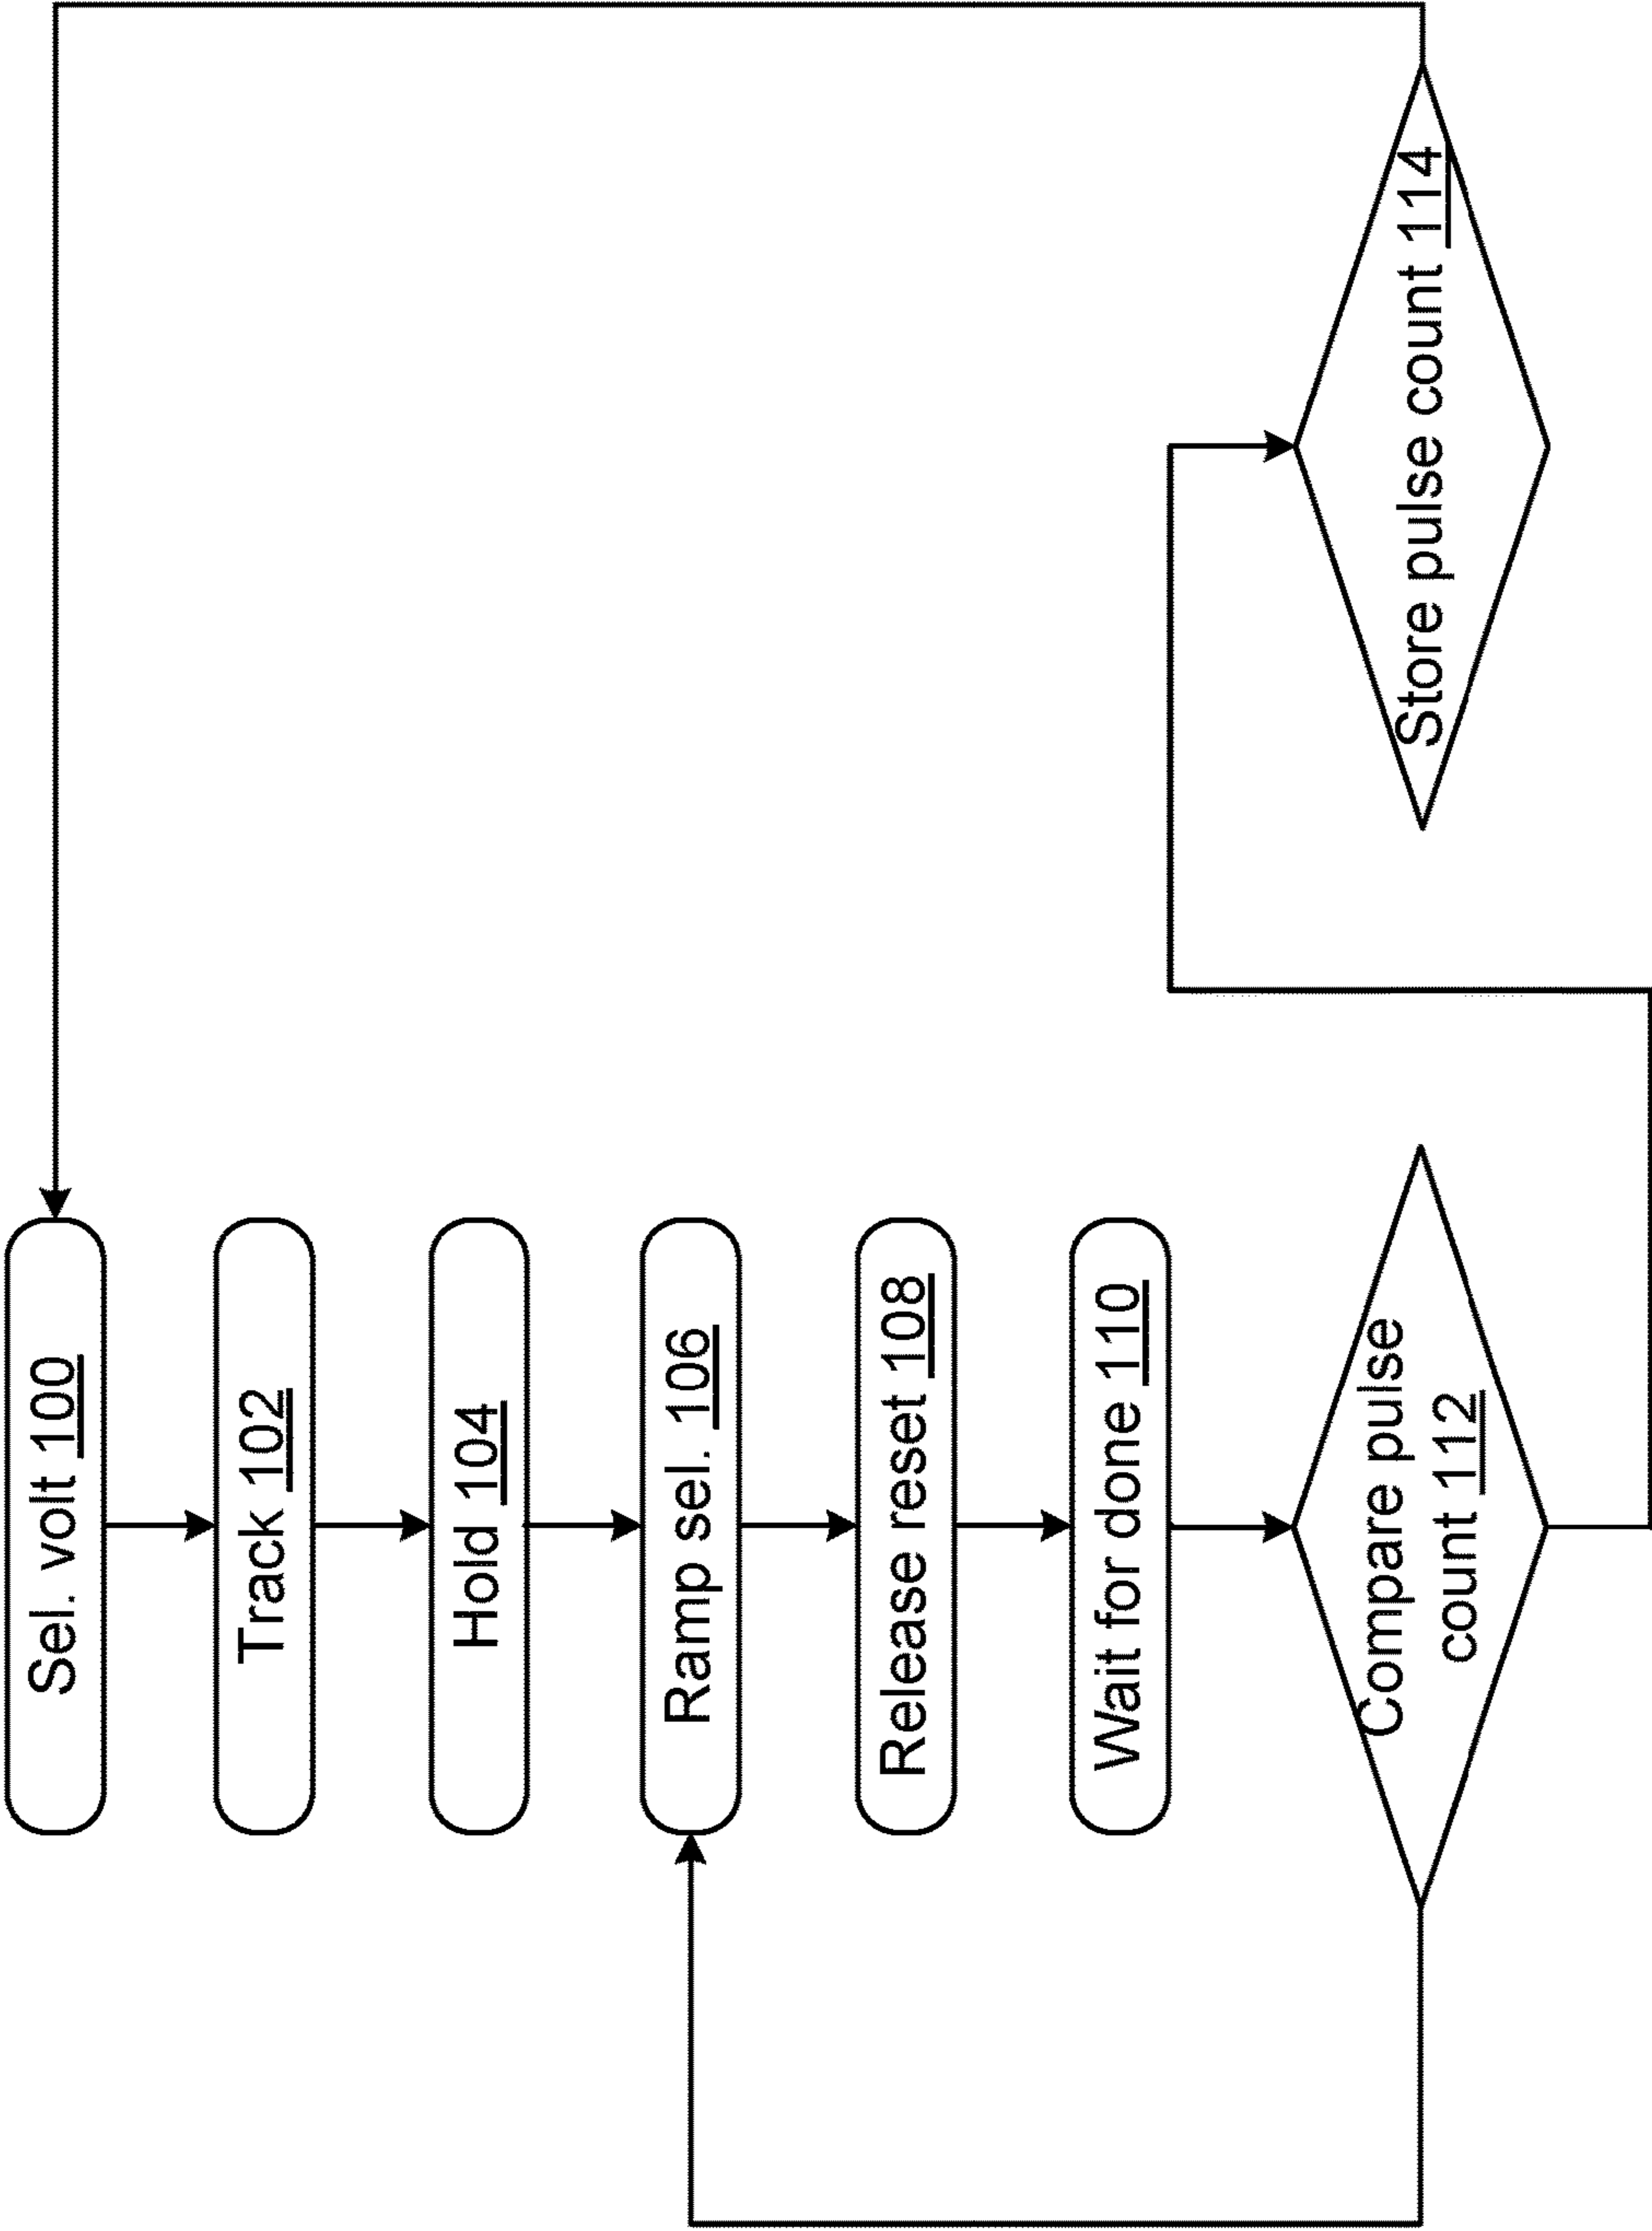 Sel. volt 100
Track 102
Hold 104
Ramp sel. 106
Release reset 108
Wait for done 110
Compare pulse
count 112
Store pulse count 114